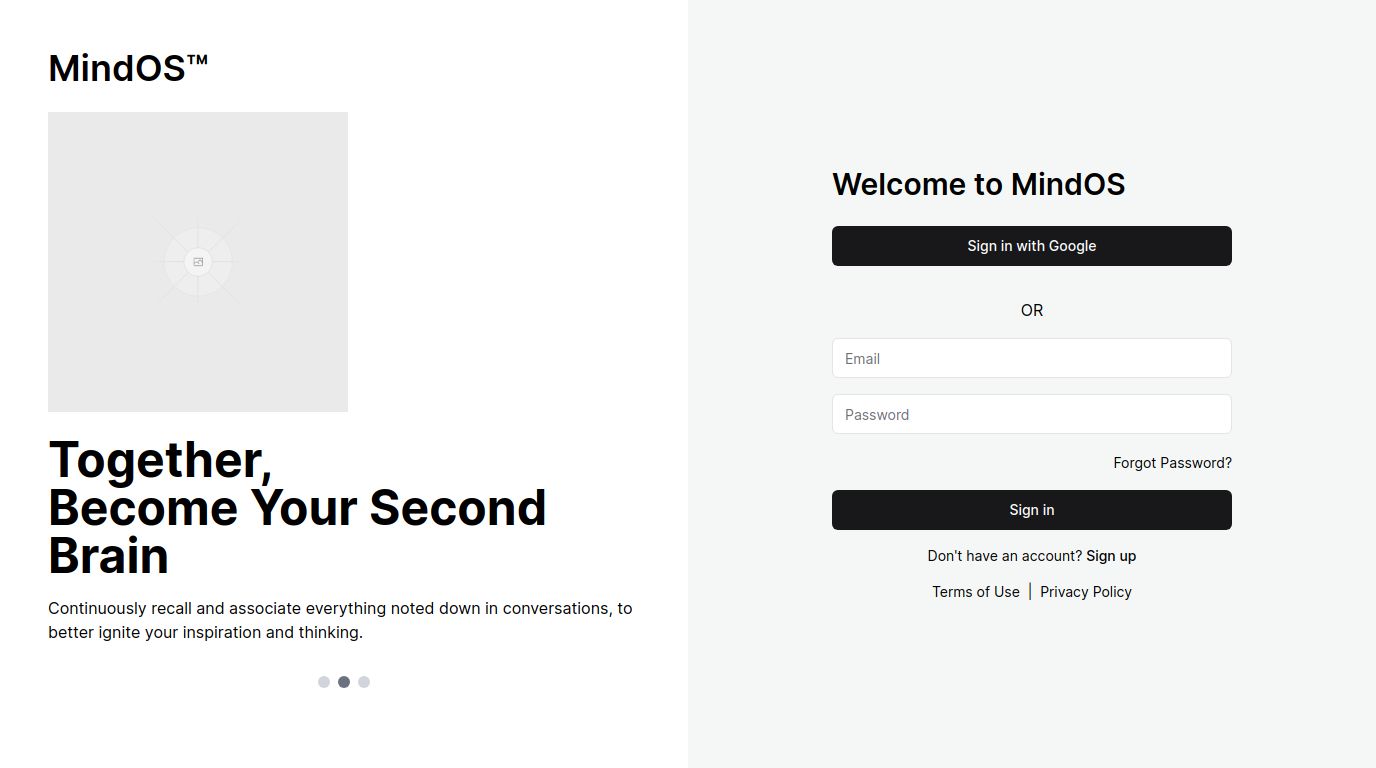 MindOS™
Together,
Become Your Second
Brain
Continuously recall and associate everything noted down in conversations, to
better ignite your inspiration and thinking.
Welcome to MindOS
Sign in with Google
OR
Email
Password
Forgot Password?
Sign in
Don't have an account? Sign up
Terms of Use | Privacy Policy